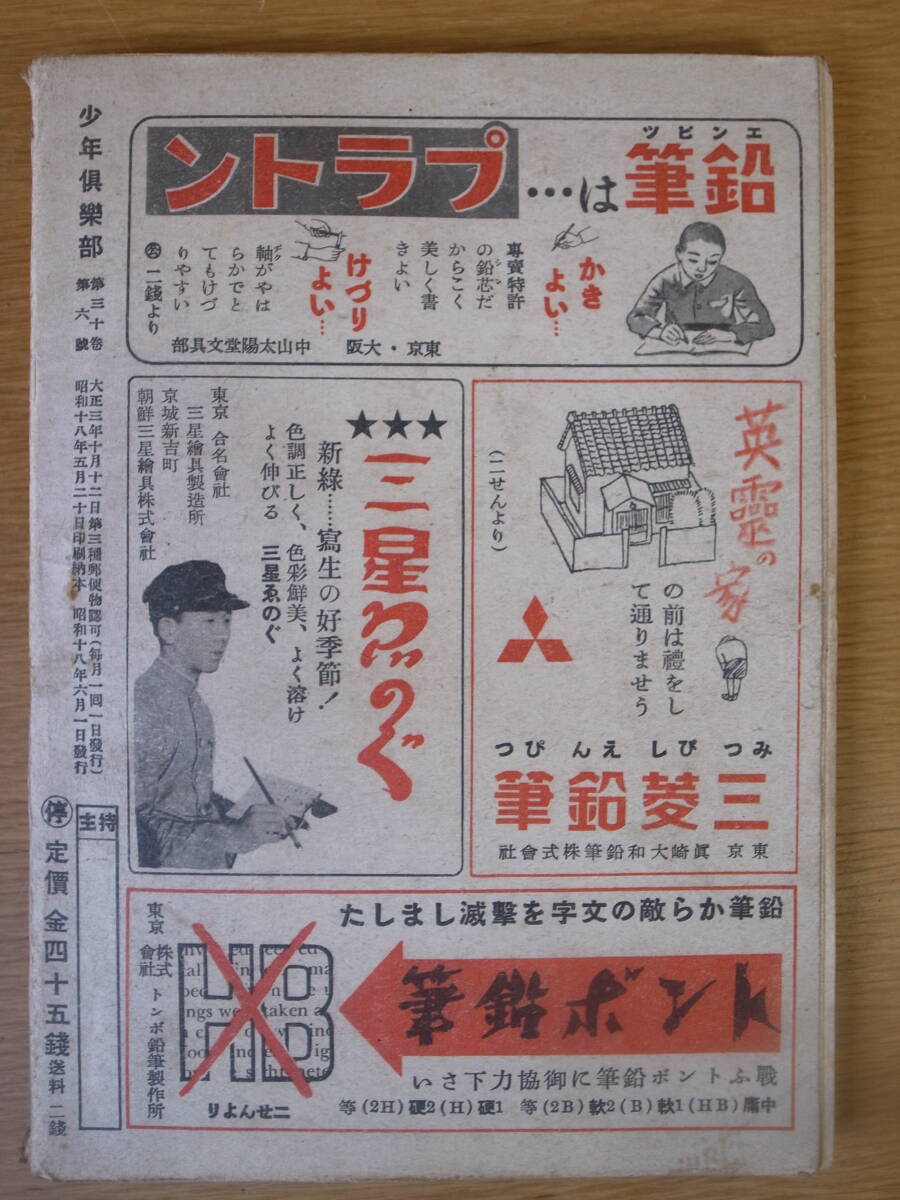 少年倶樂部 第三十卷 第六號
大正三年十月十二日第三種郵便物認可(毎月一回一日發行)
昭和十八年五月二十日印刷納本 昭和十八年六月一日發行
停 定價 金四十五錢 送料 二錢
持主
エンピツ
鉛筆は…プラトン
かきよい…
專賣特許
の鉛芯だ
からこく
美しく書
きよい
けづりよい…
軸がやは
らかでと
てもけづ
りやすい
公 二錢より
東京・大阪 中山太陽堂文具部
英靈の家
の前は禮をし
て通りませう
(二せんより)
みつびしえんぴつ
三菱鉛筆
東京 眞崎大和鉛筆株式會社
★★★三星ゑのぐ
新綠……寫生の好季節!
色調正しく、色彩鮮美、よく溶け
よく伸びる 三星ゑのぐ
東京 合名會社
三星繪具製造所
京城新吉町
朝鮮三星繪具株式會社
鉛筆から敵の文字を擊滅しました
トンボ鉛筆
HB
戰ふトンボ鉛筆に御協力下さい
中庸(HB)1軟(B)2軟(2B)等 1硬(H)2硬(2H)等
二せんより
東京 株式會社 トンボ鉛筆製作所